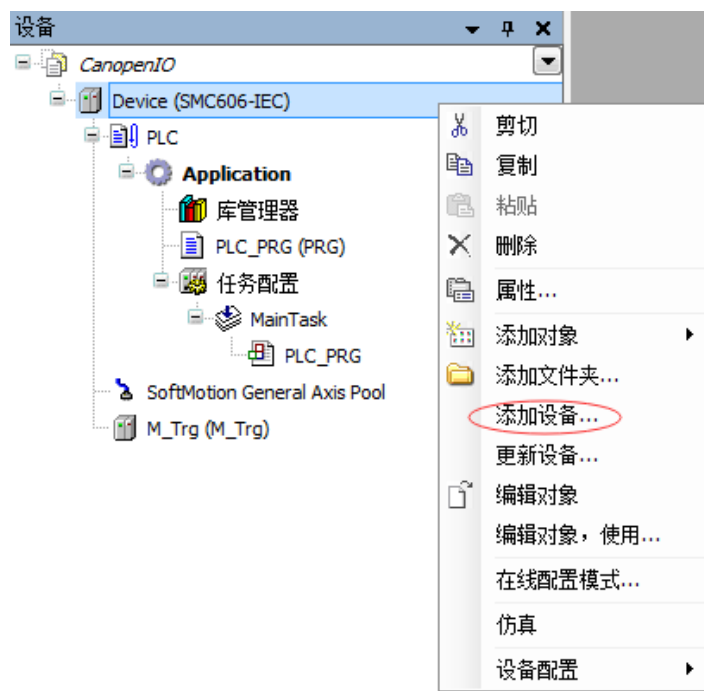 设备
CanopenIO
Device (SMC606-IEC)
PLC
Application
库管理器
PLC_PRG (PRG)
任务配置
MainTask
PLC_PRG
SoftMotion General Axis Pool
M_Trg (M_Trg)
剪切
复制
粘贴
删除
属性...
添加对象
添加文件夹...
添加设备...
更新设备...
编辑对象
编辑对象，使用...
在线配置模式...
仿真
设备配置